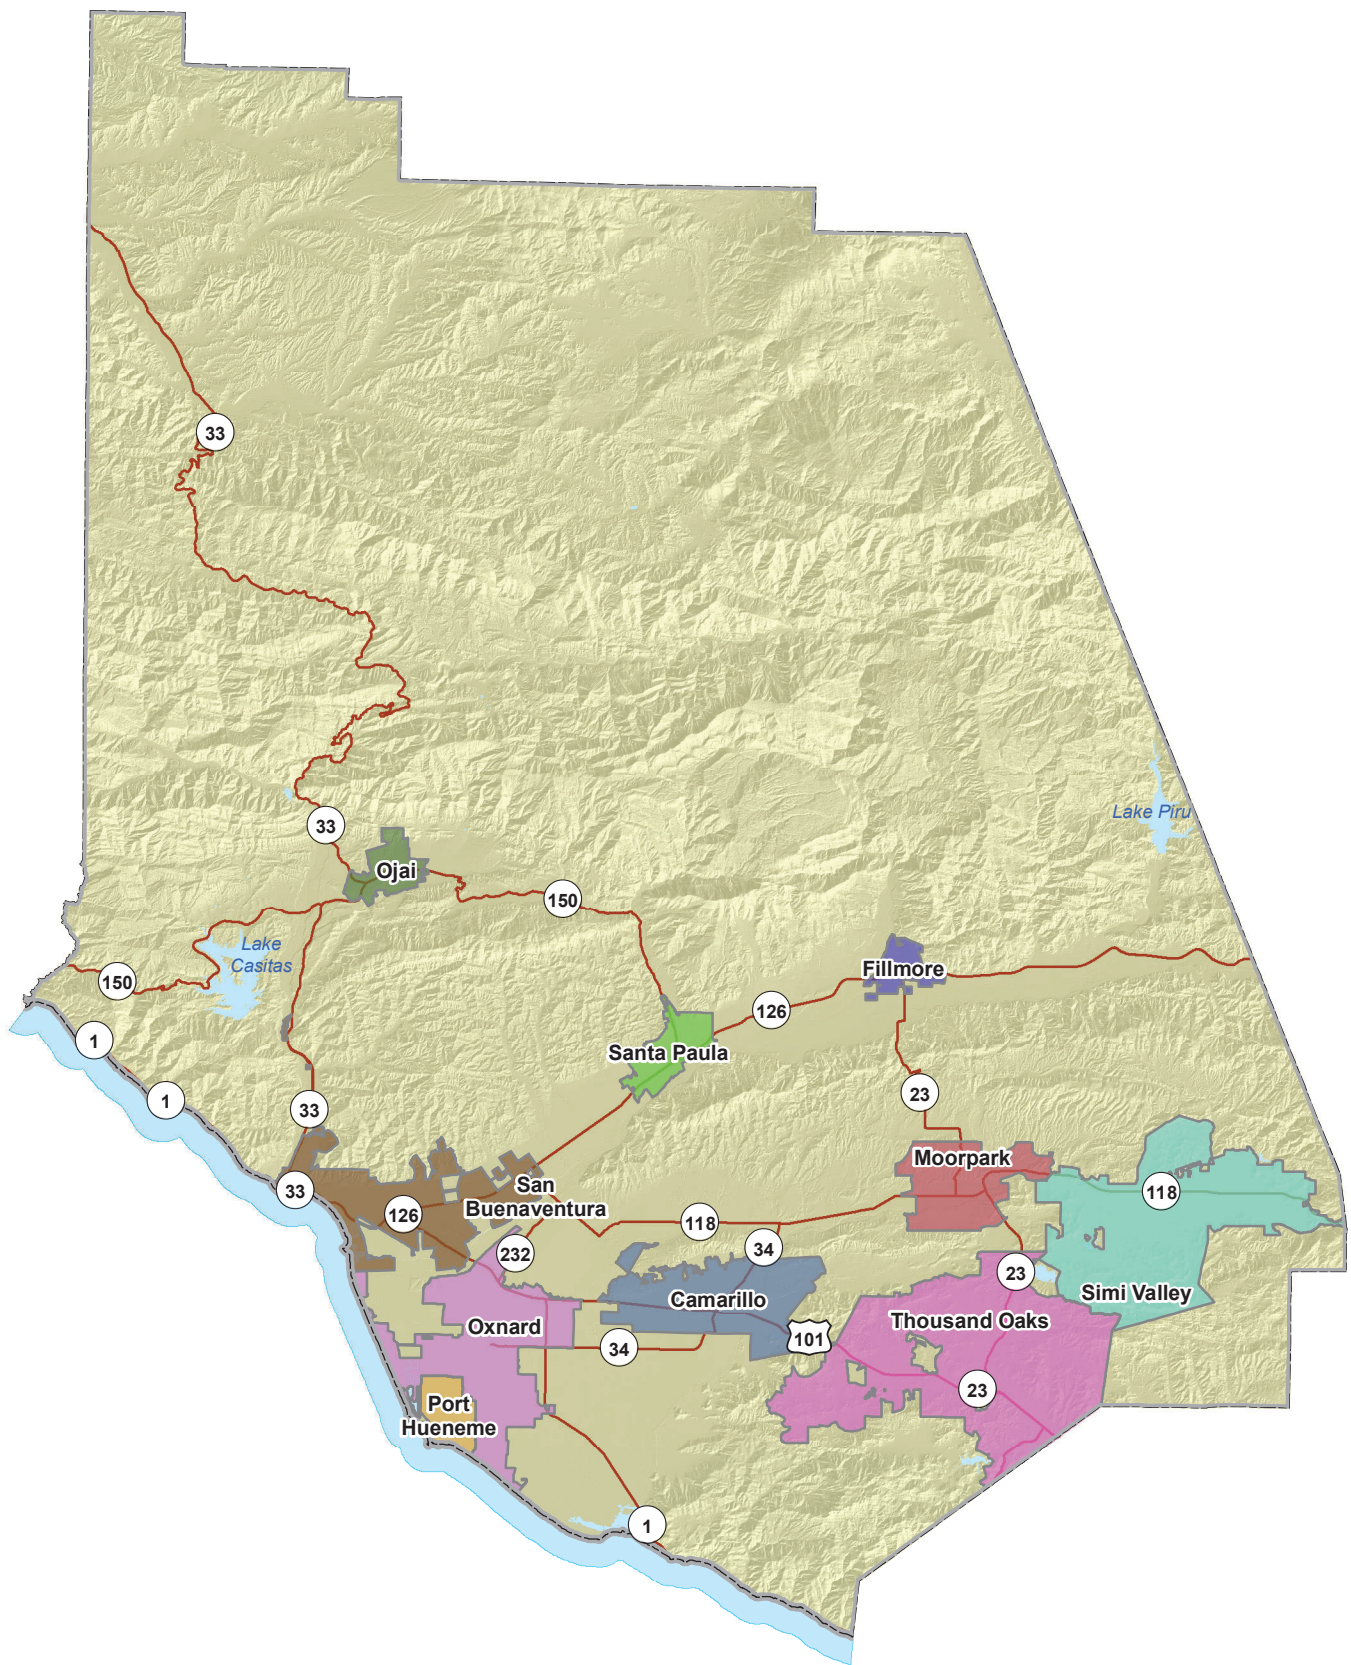 33
Lake Piru
33
Ojai
150
Lake
Casitas
150
Fillmore
126
1
Santa Paula
23
1
33
Moorpark
33
San
Buenaventura
126
118
118
232
34
23
Simi Valley
Camarillo
Thousand Oaks
Oxnard
101
34
23
Port
Hueneme
1